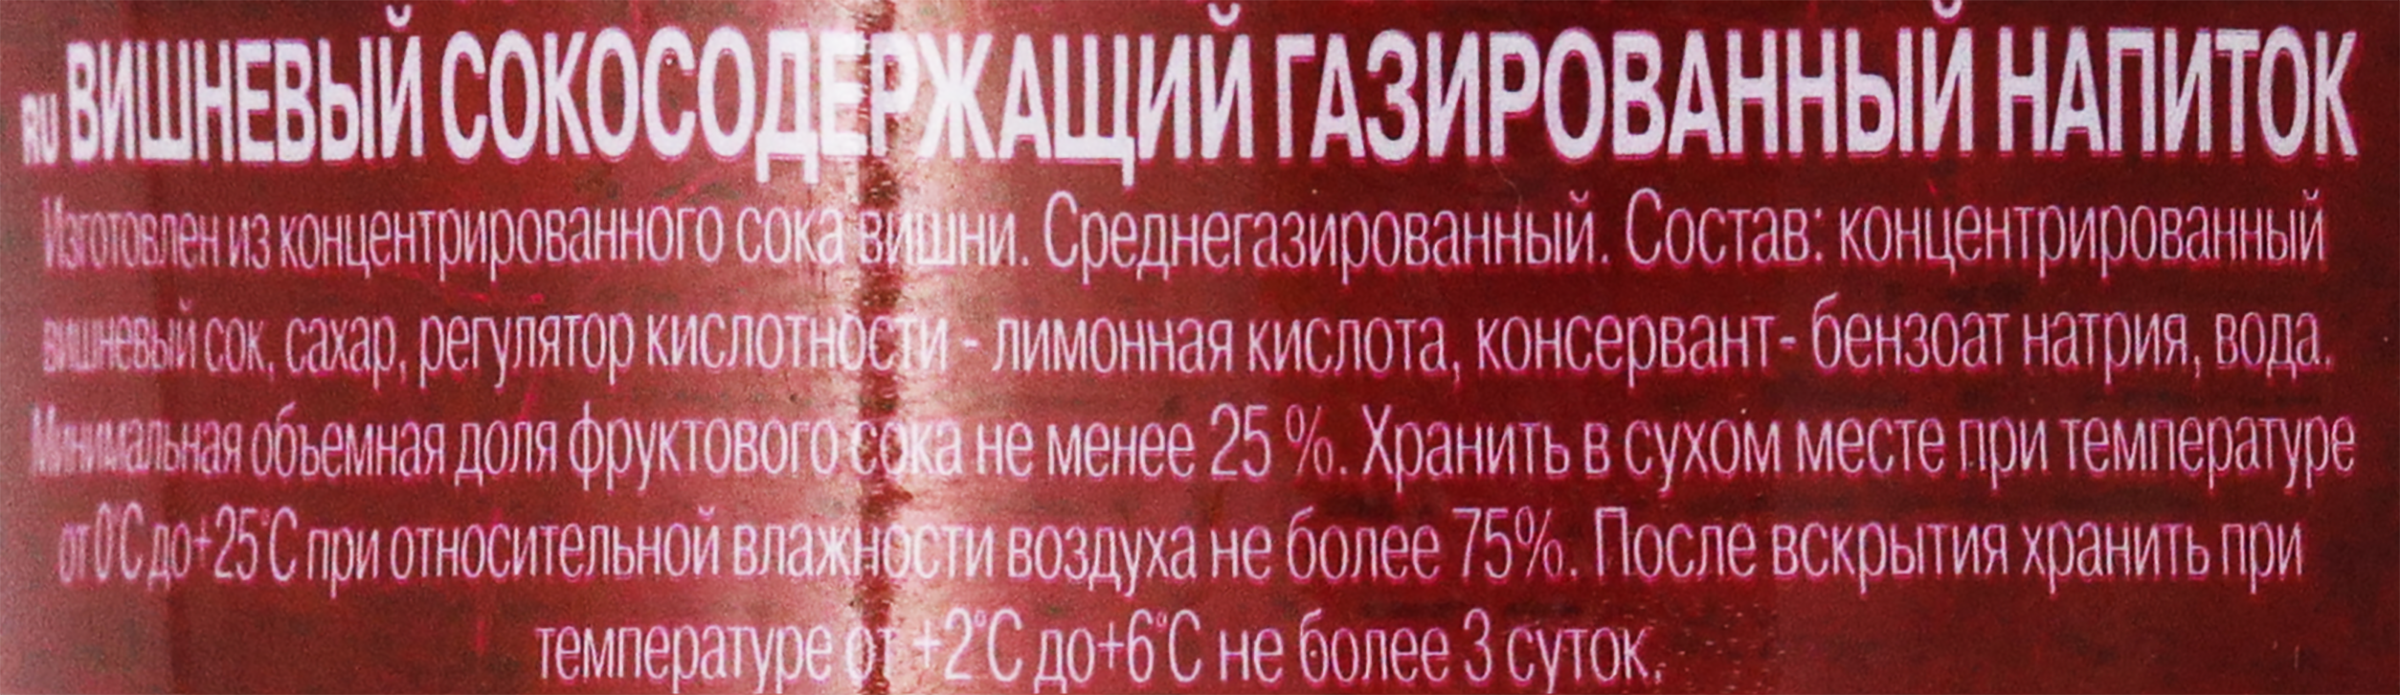 RU ВИШНЕВЫЙ СОКОСОДЕРЖАЩИЙ ГАЗИРОВАННЫЙ НАПИТОК
Изготовлен из концентрированного сока вишни. Среднегазированный. Состав: концентрированный
вишневый сок, сахар, регулятор кислотности - лимонная кислота, консервант- бензоат натрия, вода.
Минимальная объемная доля фруктового сока не менее 25 %. Хранить в сухом месте при температуре
от 0°С до+25°С при относительной влажности воздуха не более 75%. После вскрытия хранить при
температуре от +2°С до+6°С не более 3 суток.